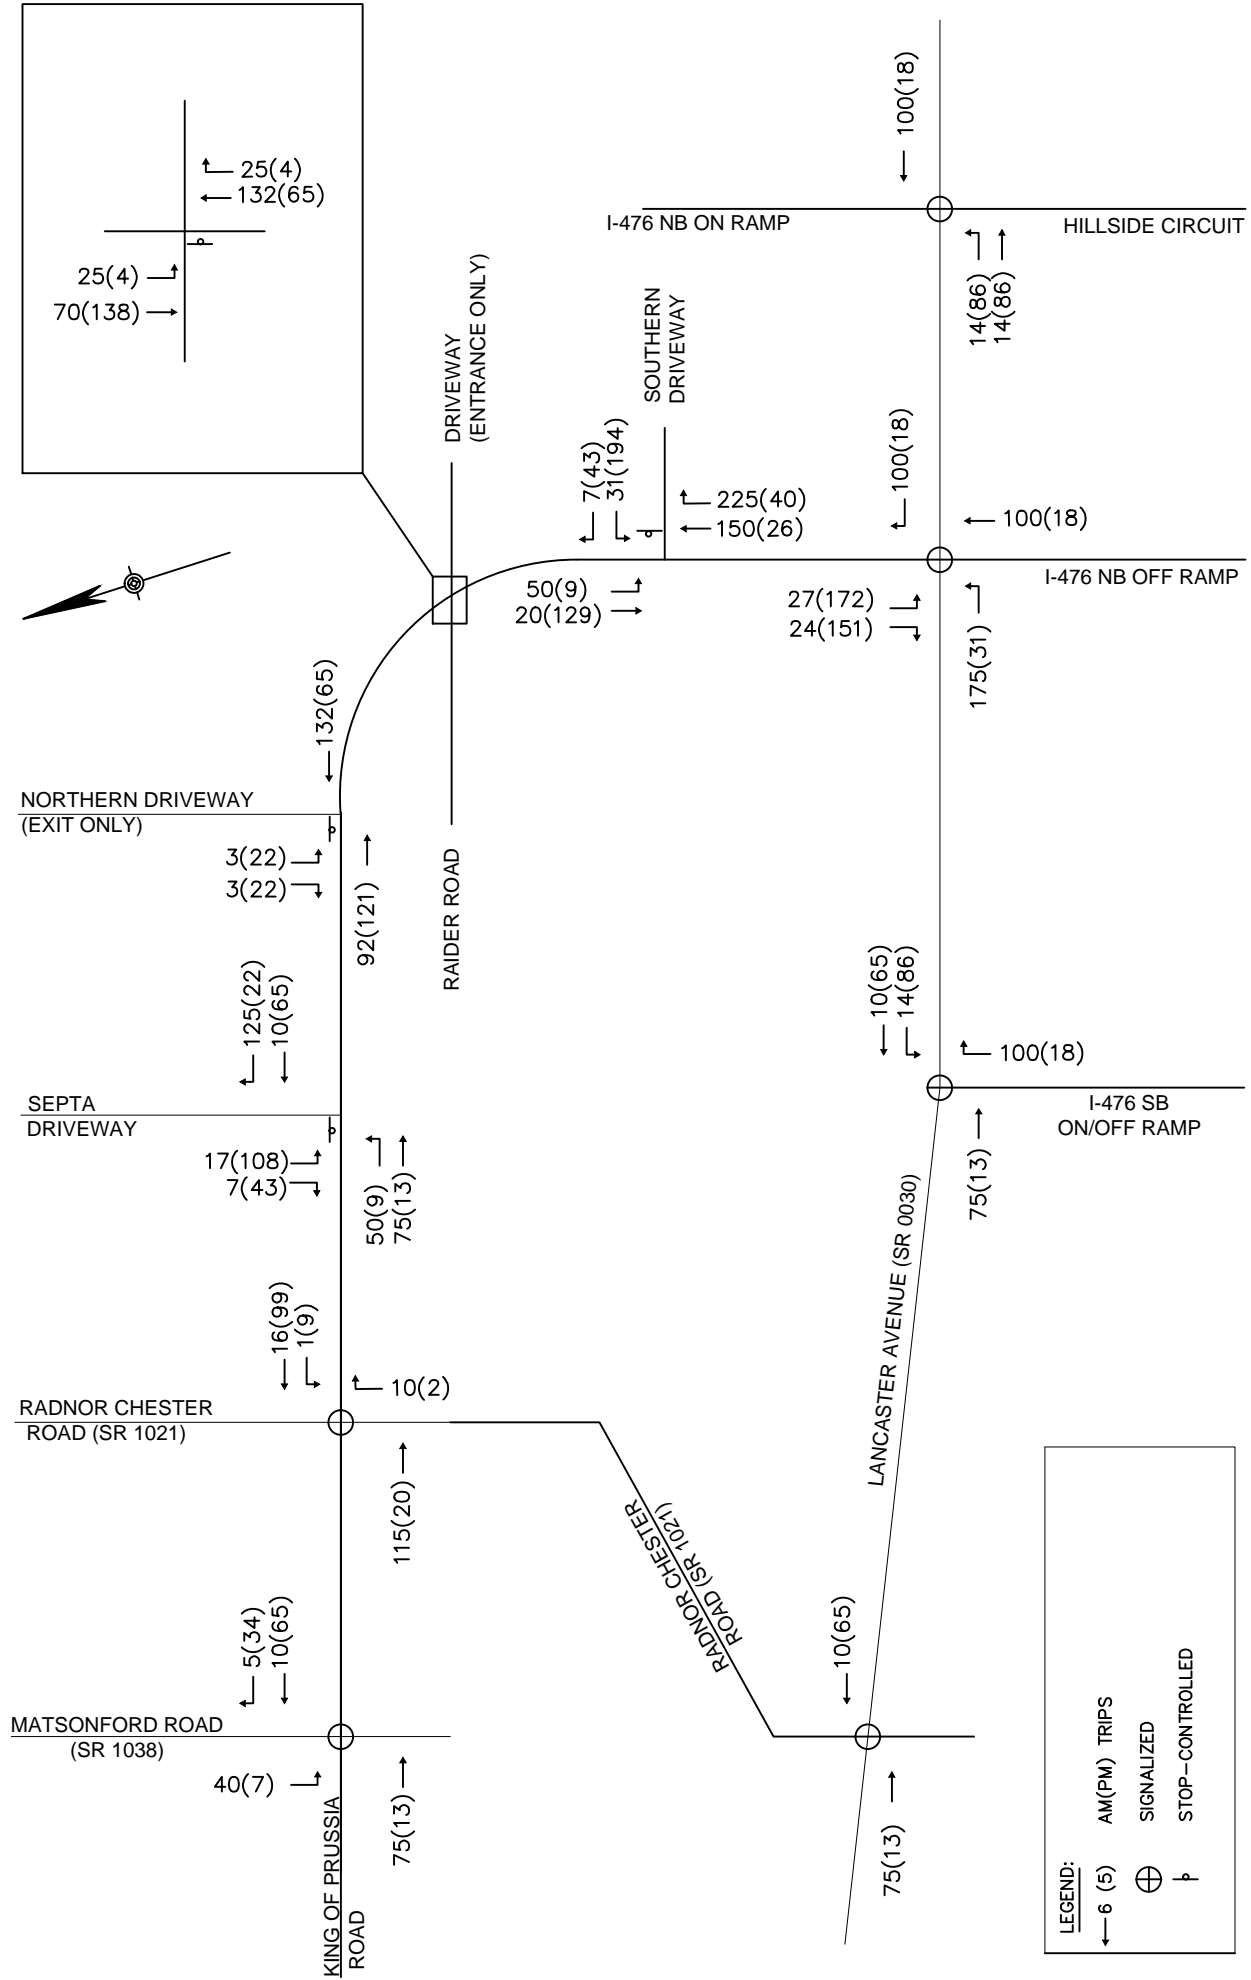 25(4)
132(65)
25(4)
70(138)
100(18)
I-476 NB ON RAMP
HILLSIDE CIRCUIT
14(86)
14(86)
DRIVEWAY
(ENTRANCE ONLY)
SOUTHERN
DRIVEWAY
7(43)
31(194)
225(40)
150(26)
100(18)
100(18)
50(9)
20(129)
27(172)
24(151)
I-476 NB OFF RAMP
175(31)
132(65)
NORTHERN DRIVEWAY
(EXIT ONLY)
3(22)
3(22)
92(121)
RAIDER ROAD
125(22)
10(65)
10(65)
14(86)
100(18)
SEPTA
DRIVEWAY
17(108)
7(43)
50(9)
75(13)
I-476 SB
ON/OFF RAMP
75(13)
LANCASTER AVENUE (SR 0030)
16(99)
1(9)
10(2)
RADNOR CHESTER
ROAD (SR 1021)
115(20)
RADNOR CHESTER
ROAD (SR 1021)
5(34)
10(65)
10(65)
MATSONFORD ROAD
(SR 1038)
40(7)
75(13)
75(13)
KING OF PRUSSIA
ROAD
LEGEND:
6 (5) AM(PM) TRIPS
SIGNALIZED
STOP-CONTROLLED